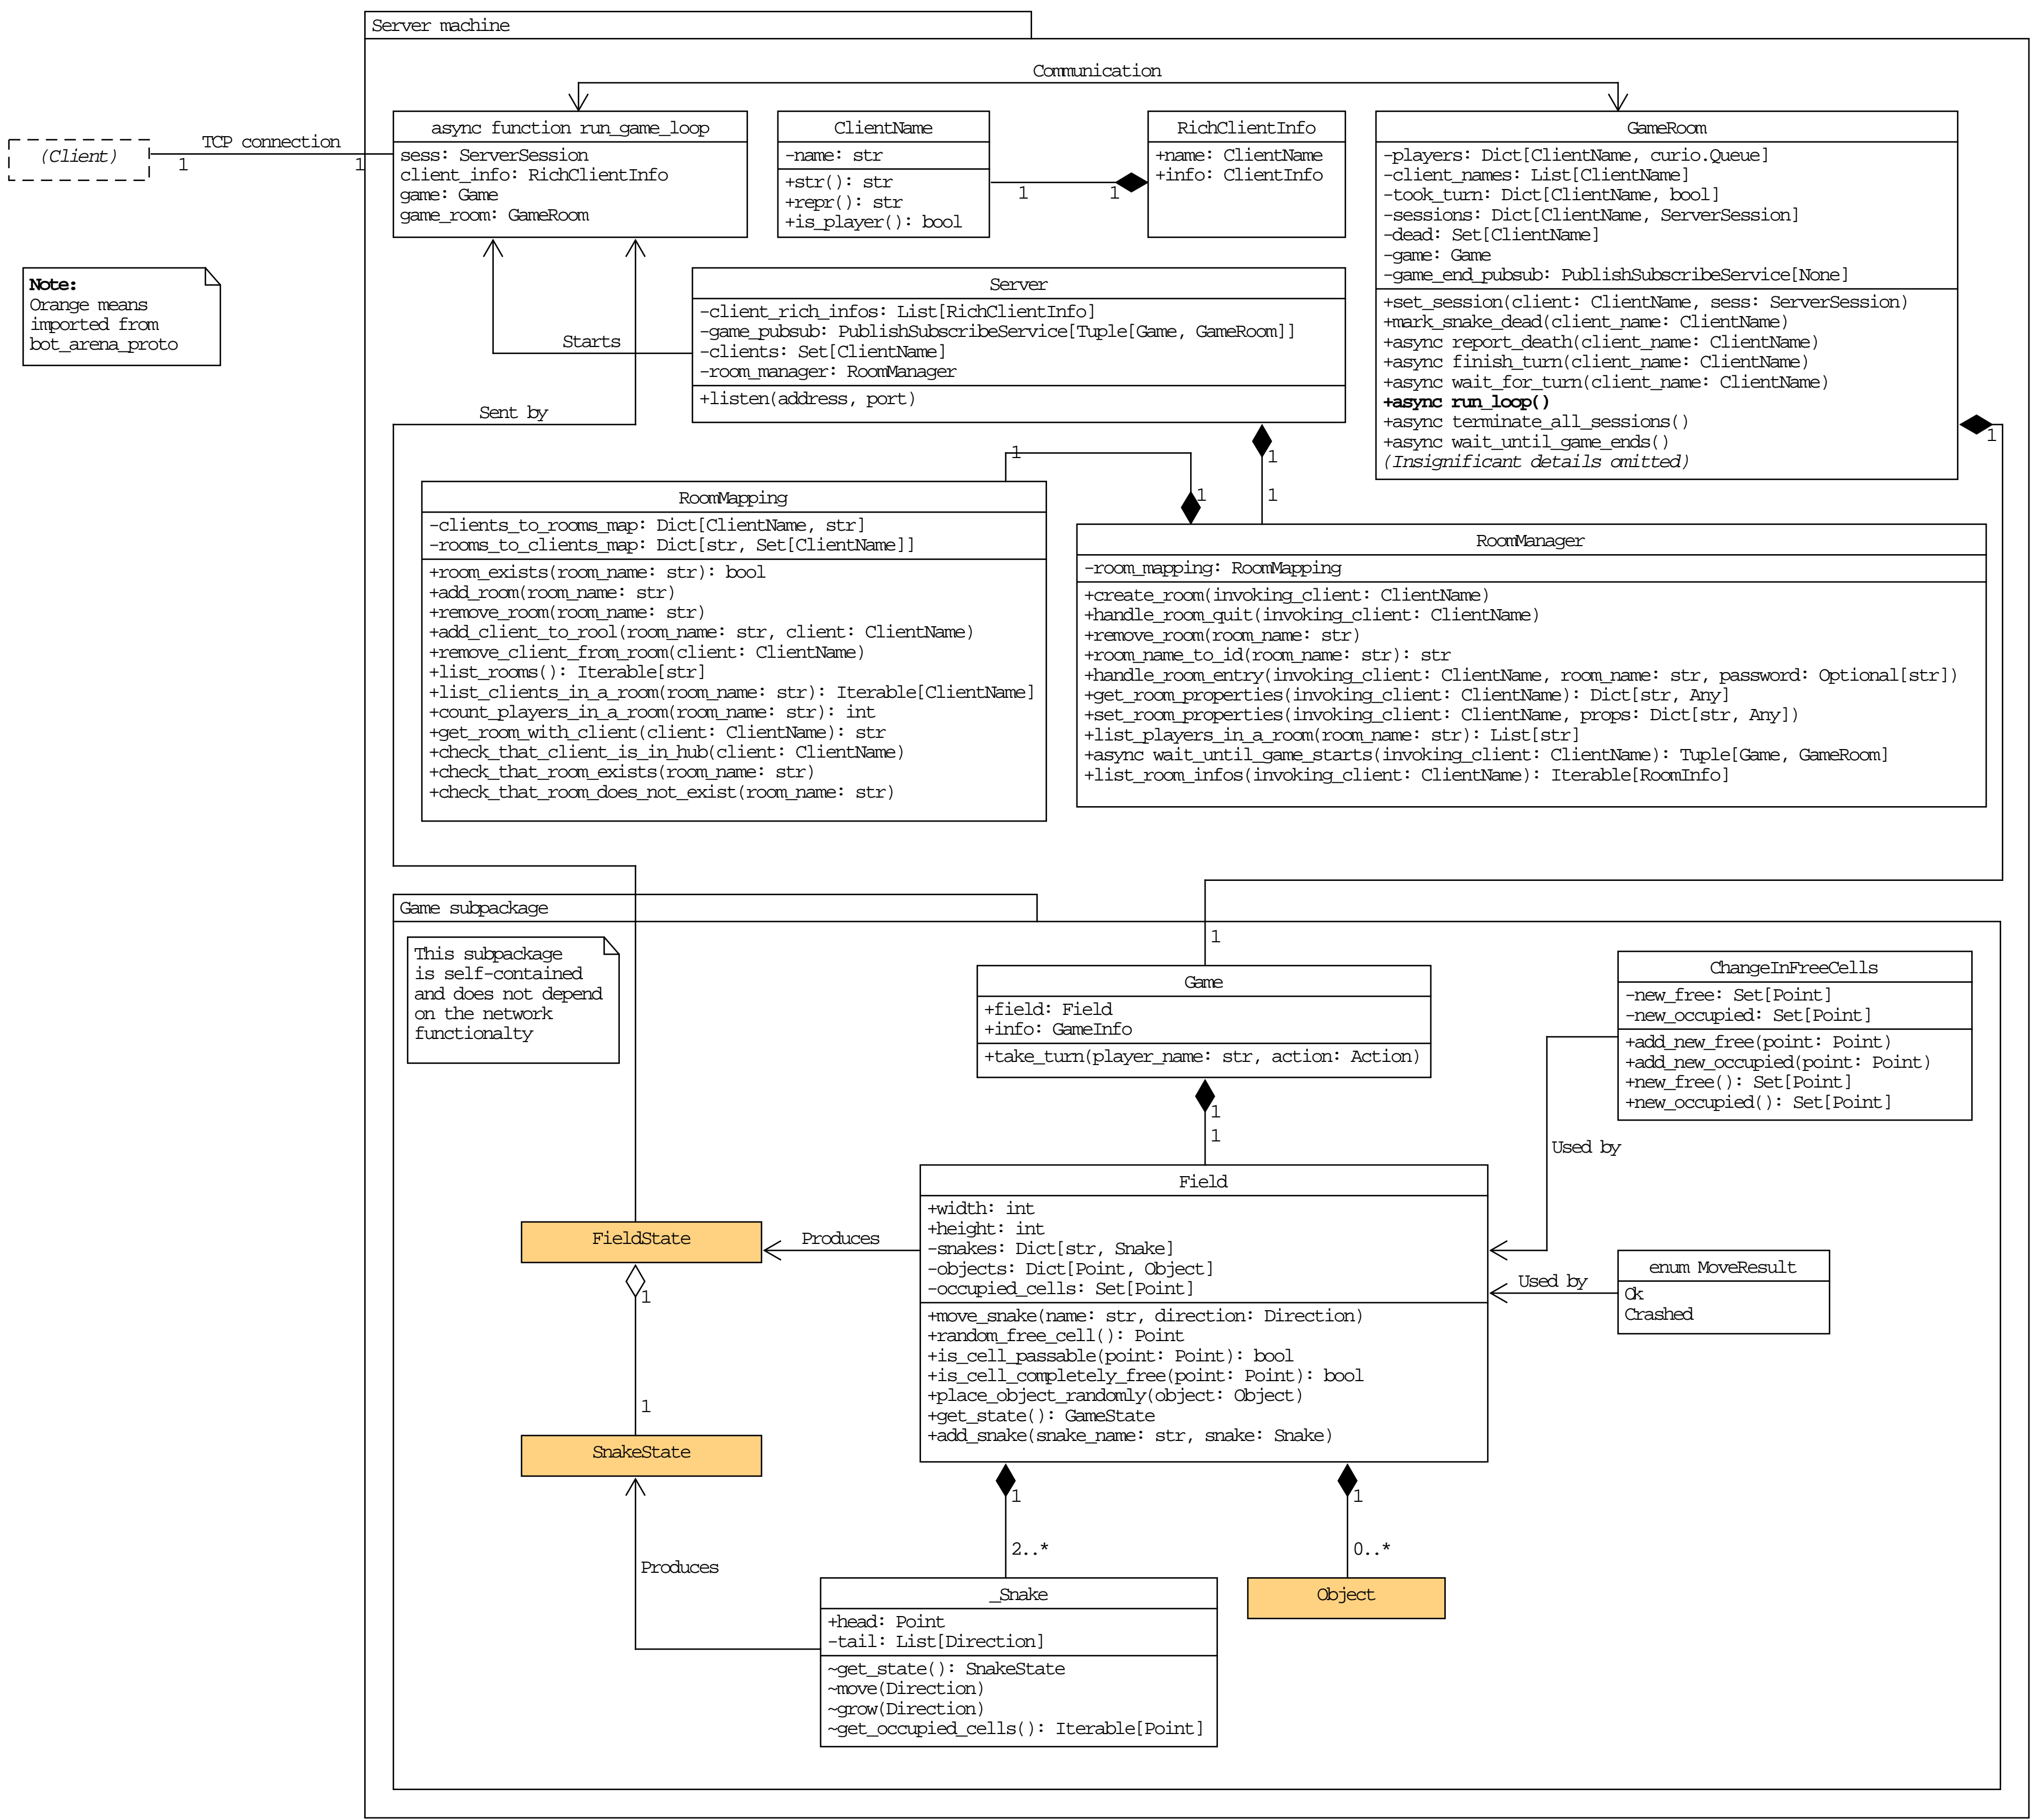 Server machine
Communication
(Client)
TCP connection
1
1
async function run_game_loop
sess: ServerSession
client_info: RichClientInfo
game: Game
game_room: GameRoom
ClientName
-name: str
+str(): str
+repr(): str
+is_player(): bool
1
1
RichClientInfo
+name: ClientName
+info: ClientInfo
GameRoom
-players: Dict[ClientName, curio.Queue]
-client_names: List[ClientName]
-took_turn: Dict[ClientName, bool]
-sessions: Dict[ClientName, ServerSession]
-dead: Set[ClientName]
-game: Game
-game_end_pubsub: PublishSubscribeService[None]
+set_session(client: ClientName, sess: ServerSession)
+mark_snake_dead(client_name: ClientName)
+async report_death(client_name: ClientName)
+async finish_turn(client_name: ClientName)
+async wait_for_turn(client_name: ClientName)
+async run_loop()
+async terminate_all_sessions()
+async wait_until_game_ends()
(Insignificant details omitted)
1
Note:
Orange means
imported from
bot_arena_proto
Starts
Sent by
Server
-client_rich_infos: List[RichClientInfo]
-game_pubsub: PublishSubscribeService[Tuple[Game, GameRoom]]
-clients: Set[ClientName]
-room_manager: RoomManager
+listen(address, port)
1
1
1
1
RoomMapping
-clients_to_rooms_map: Dict[ClientName, str]
-rooms_to_clients_map: Dict[str, Set[ClientName]]
+room_exists(room_name: str): bool
+add_room(room_name: str)
+remove_room(room_name: str)
+add_client_to_rool(room_name: str, client: ClientName)
+remove_client_from_room(client: ClientName)
+list_rooms(): Iterable[str]
+list_clients_in_a_room(room_name: str): Iterable[ClientName]
+count_players_in_a_room(room_name: str): int
+get_room_with_client(client: ClientName): str
+check_that_client_is_in_hub(client: ClientName)
+check_that_room_exists(room_name: str)
+check_that_room_does_not_exist(room_name: str)
RoomManager
-room_mapping: RoomMapping
+create_room(invoking_client: ClientName)
+handle_room_quit(invoking_client: ClientName)
+remove_room(room_name: str)
+room_name_to_id(room_name: str): str
+handle_room_entry(invoking_client: ClientName, room_name: str, password: Optional[str])
+get_room_properties(invoking_client: ClientName): Dict[str, Any]
+set_room_properties(invoking_client: ClientName, props: Dict[str, Any])
+list_players_in_a_room(room_name: str): List[str]
+async wait_until_game_starts(invoking_client: ClientName): Tuple[Game, GameRoom]
+list_room_infos(invoking_client: ClientName): Iterable[RoomInfo]
Game subpackage
This subpackage
is self-contained
and does not depend
on the network
functionalty
1
Game
+field: Field
+info: GameInfo
+take_turn(player_name: str, action: Action)
1
1
ChangeInFreeCells
-new_free: Set[Point]
-new_occupied: Set[Point]
+add_new_free(point: Point)
+add_new_occupied(point: Point)
+new_free(): Set[Point]
+new_occupied(): Set[Point]
Used by
Field
+width: int
+height: int
-snakes: Dict[str, Snake]
-objects: Dict[Point, Object]
-occupied_cells: Set[Point]
+move_snake(name: str, direction: Direction)
+random_free_cell(): Point
+is_cell_passable(point: Point): bool
+is_cell_completely_free(point: Point): bool
+place_object_randomly(object: Object)
+get_state(): GameState
+add_snake(snake_name: str, snake: Snake)
FieldState
Produces
Used by
enum MoveResult
Ok
Crashed
1
1
SnakeState
Produces
1
2..*
1
0..*
_Snake
+head: Point
-tail: List[Direction]
~get_state(): SnakeState
~move(Direction)
~grow(Direction)
~get_occupied_cells(): Iterable[Point]
Object